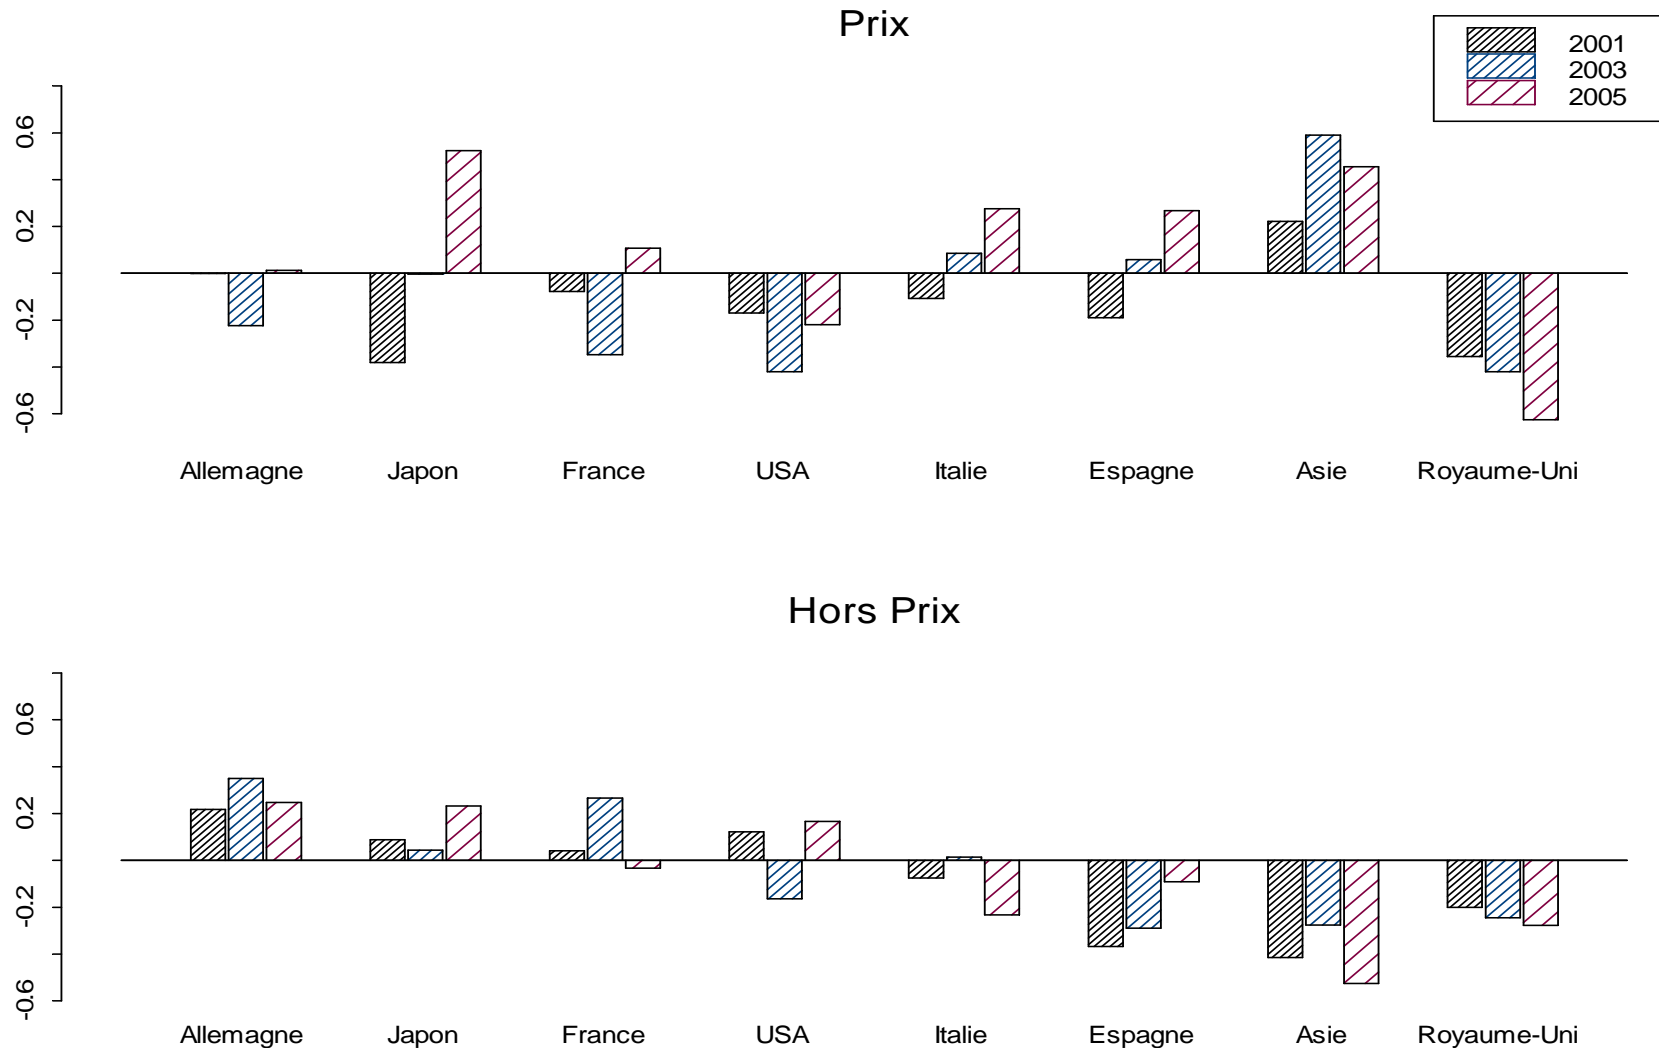 Prix
2001
2003
2005
0.6
0.2
-0.2
-0.6
Allemagne Japon France USA Italie Espagne Asie Royaume-Uni
Hors Prix
0.6
0.2
-0.2
-0.6
Allemagne Japon France USA Italie Espagne Asie Royaume-Uni